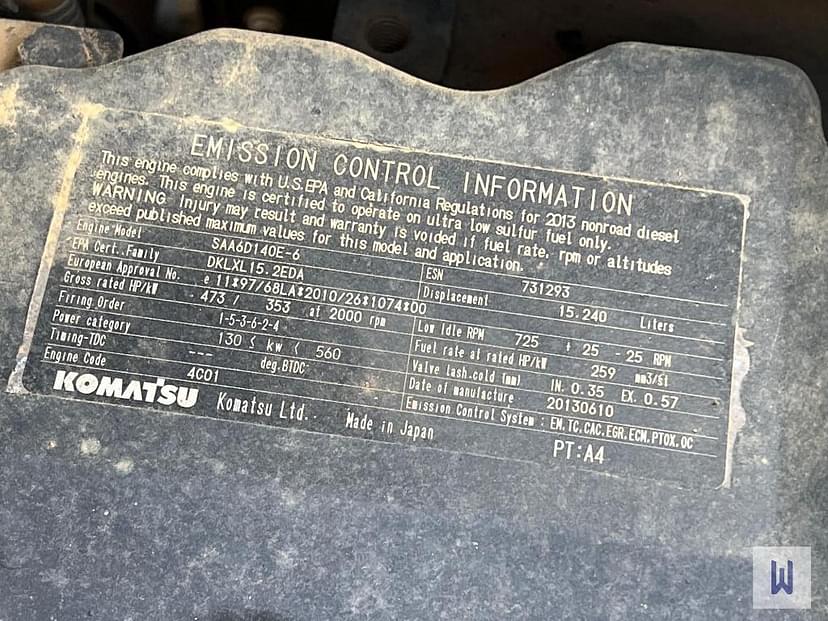 EMISSION CONTROL INFORMATION
This engine complies with U.S.EPA and California Regulations for 2013 nonroad diesel
engines. This engine is certified to operate on ultra low sulfur fuel only.
WARNING Injury may result and warranty is voided if fuel rate, rpm or altitudes
exceed published maximum values for this model and application.
Engine Model SAA6D140E-6
EPA Cert. Family DKLXL15.2EDA
European Approval No. e 11*97/68LA*2010/26*1074*00
Gross rated HP/kW 473 / 353 at 2000 rpm
Firing Order 1-5-3-6-2-4
Power category 130 < kw < 560
Timing-TDC --- deg.BTDC
Engine Code 4C01
ESN 731293
Displacement 15.240 Liters
Low Idle RPM 725 + 25 - 25 RPM
Fuel rate at rated HP/kW 259 mm3/st
Valve lash.cold (mm) IN. 0.35 EX. 0.57
Date of manufacture 20130610
Emission Control System : EM,TC,CAC,EGR,ECM,PTOX,OC
KOMATSU Komatsu Ltd. Made in Japan PT:A4
W